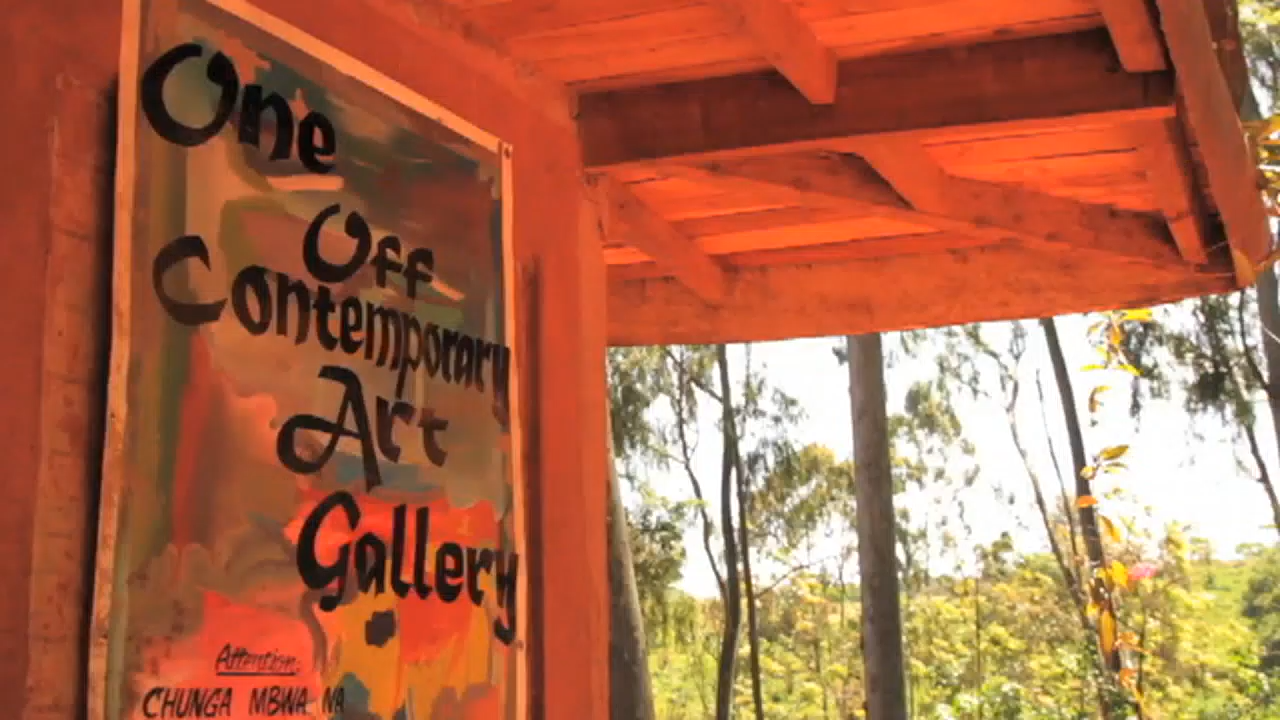 One
Off
Contemporary
Art
Gallery
Attention:
CHUNGA MBWA NA